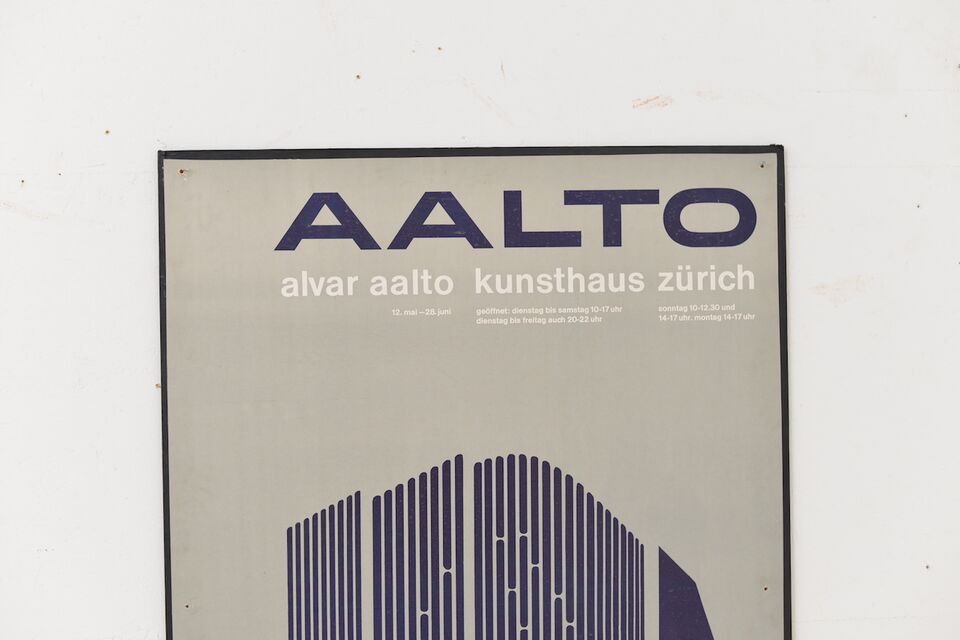 AALTO
alvar aalto kunsthaus zürich
12. mai — 28. juni
geöffnet: dienstag bis samstag 10-17 uhr
dienstag bis freitag auch 20-22 uhr
sonntag 10-12.30 und
14-17 uhr. montag 14-17 uhr